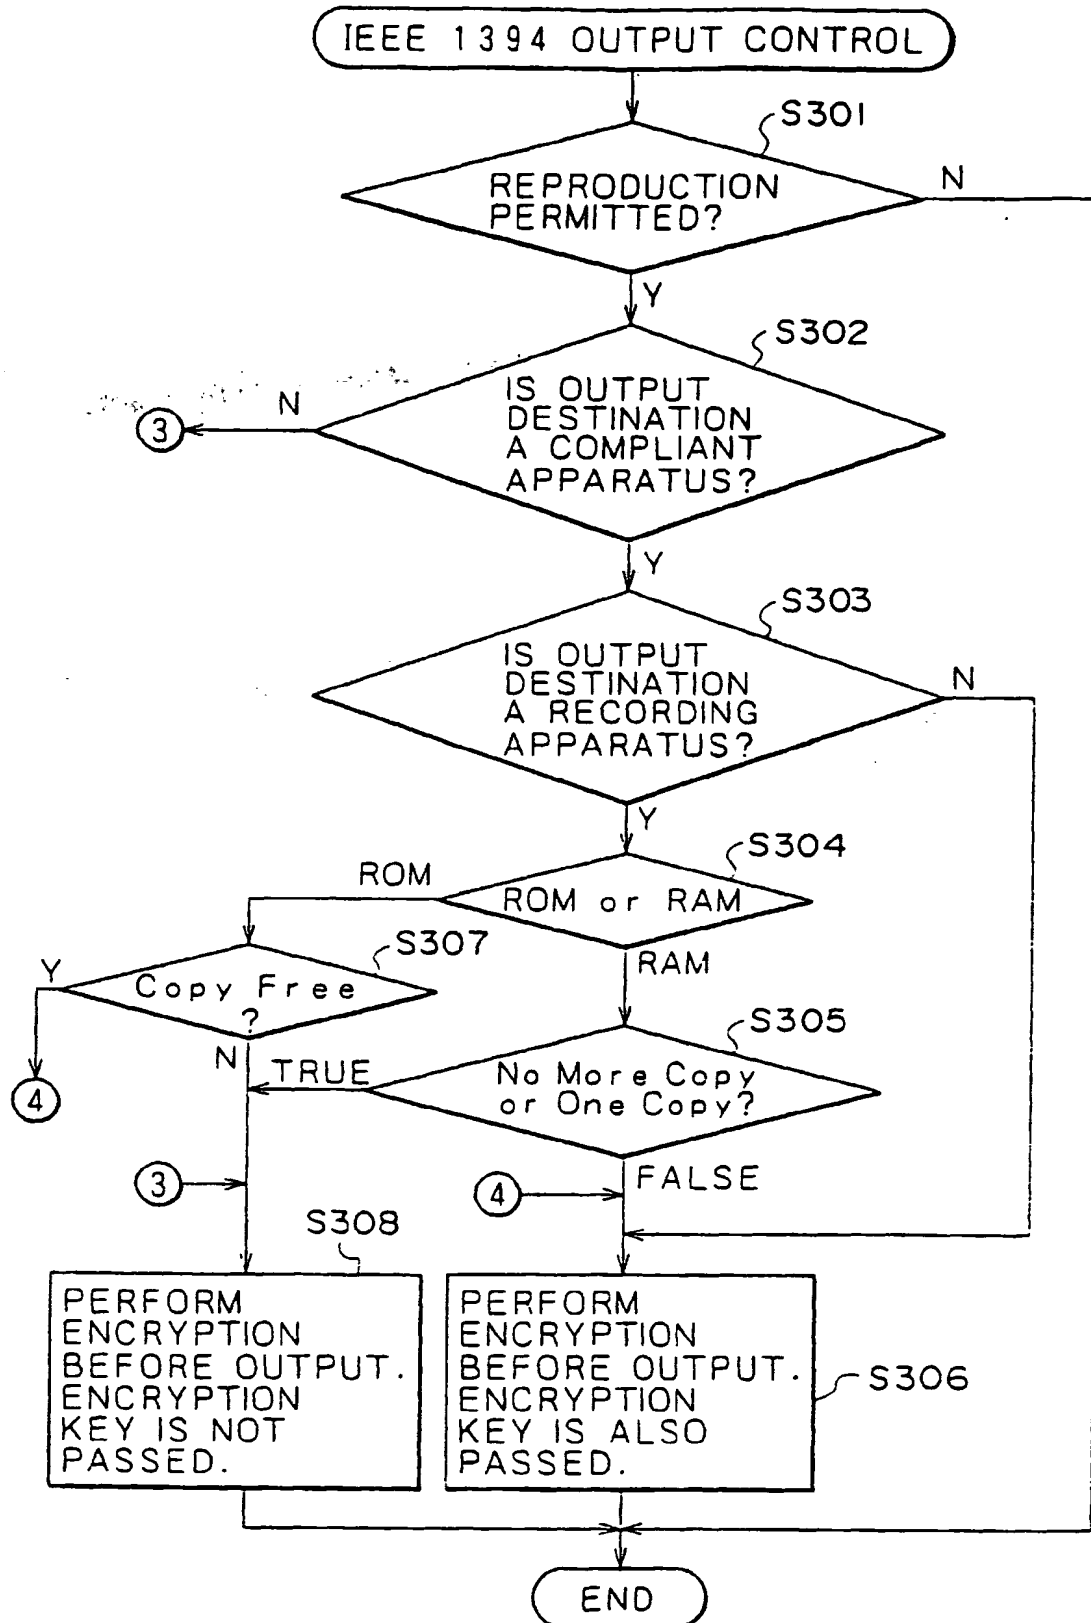 IEEE 1394 OUTPUT CONTROL
S301
REPRODUCTION
PERMITTED?
N
Y
S302
IS OUTPUT
DESTINATION
A COMPLIANT
APPARATUS?
N
3
Y
S303
IS OUTPUT
DESTINATION
A RECORDING
APPARATUS?
N
Y
S304
ROM or RAM
ROM
RAM
S307
Copy Free
?
Y
N
4
S305
No More Copy
or One Copy?
TRUE
FALSE
3
4
S308
PERFORM
ENCRYPTION
BEFORE OUTPUT.
ENCRYPTION
KEY IS NOT
PASSED.
PERFORM
ENCRYPTION
BEFORE OUTPUT.
ENCRYPTION
KEY IS ALSO
PASSED.
S306
END